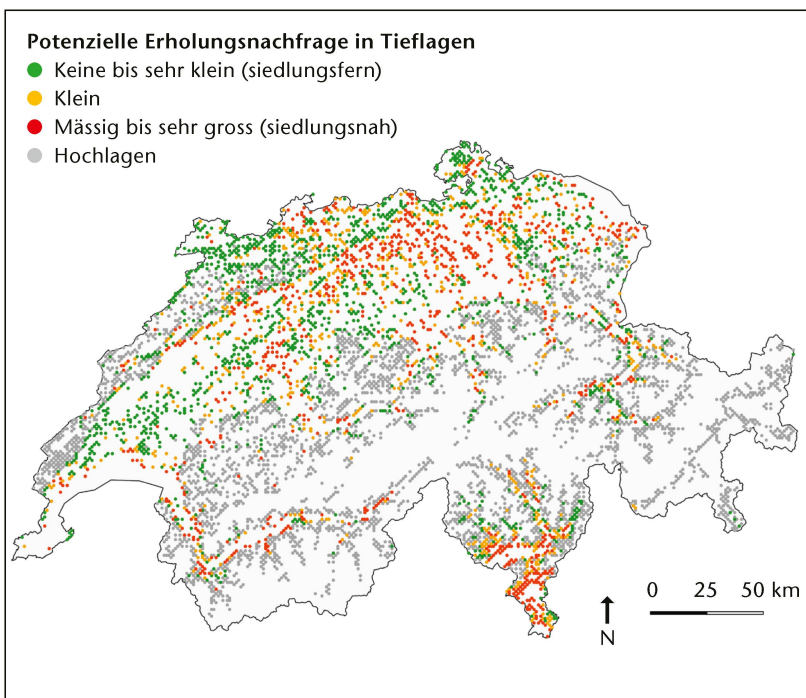 Potenzielle Erholungsnachfrage in Tieflagen
Keine bis sehr klein (siedlungsfern)
Klein
Mässig bis sehr gross (siedlungsnah)
Hochlagen
0 25 50 km
N